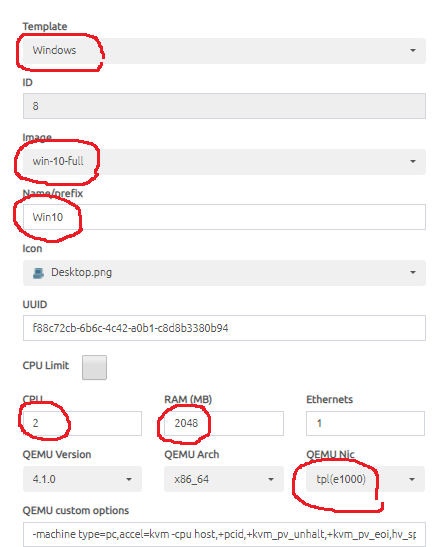 Template
Windows
ID
8
Image
win-10-full
Name/prefix
Win10
Icon
Desktop.png
UUID
f88c72cb-6b6c-4c42-a0b1-c8d8b3380b94
CPU Limit
CPU RAM (MB) Ethernets
2 2048 1
QEMU Version QEMU Arch QEMU Nic
4.1.0 x86_64 tpl(e1000)
QEMU custom options
-machine type=pc,accel=kvm -cpu host,+pcid,+kvm_pv_unhalt,+kvm_pv_eoi,hv_sp